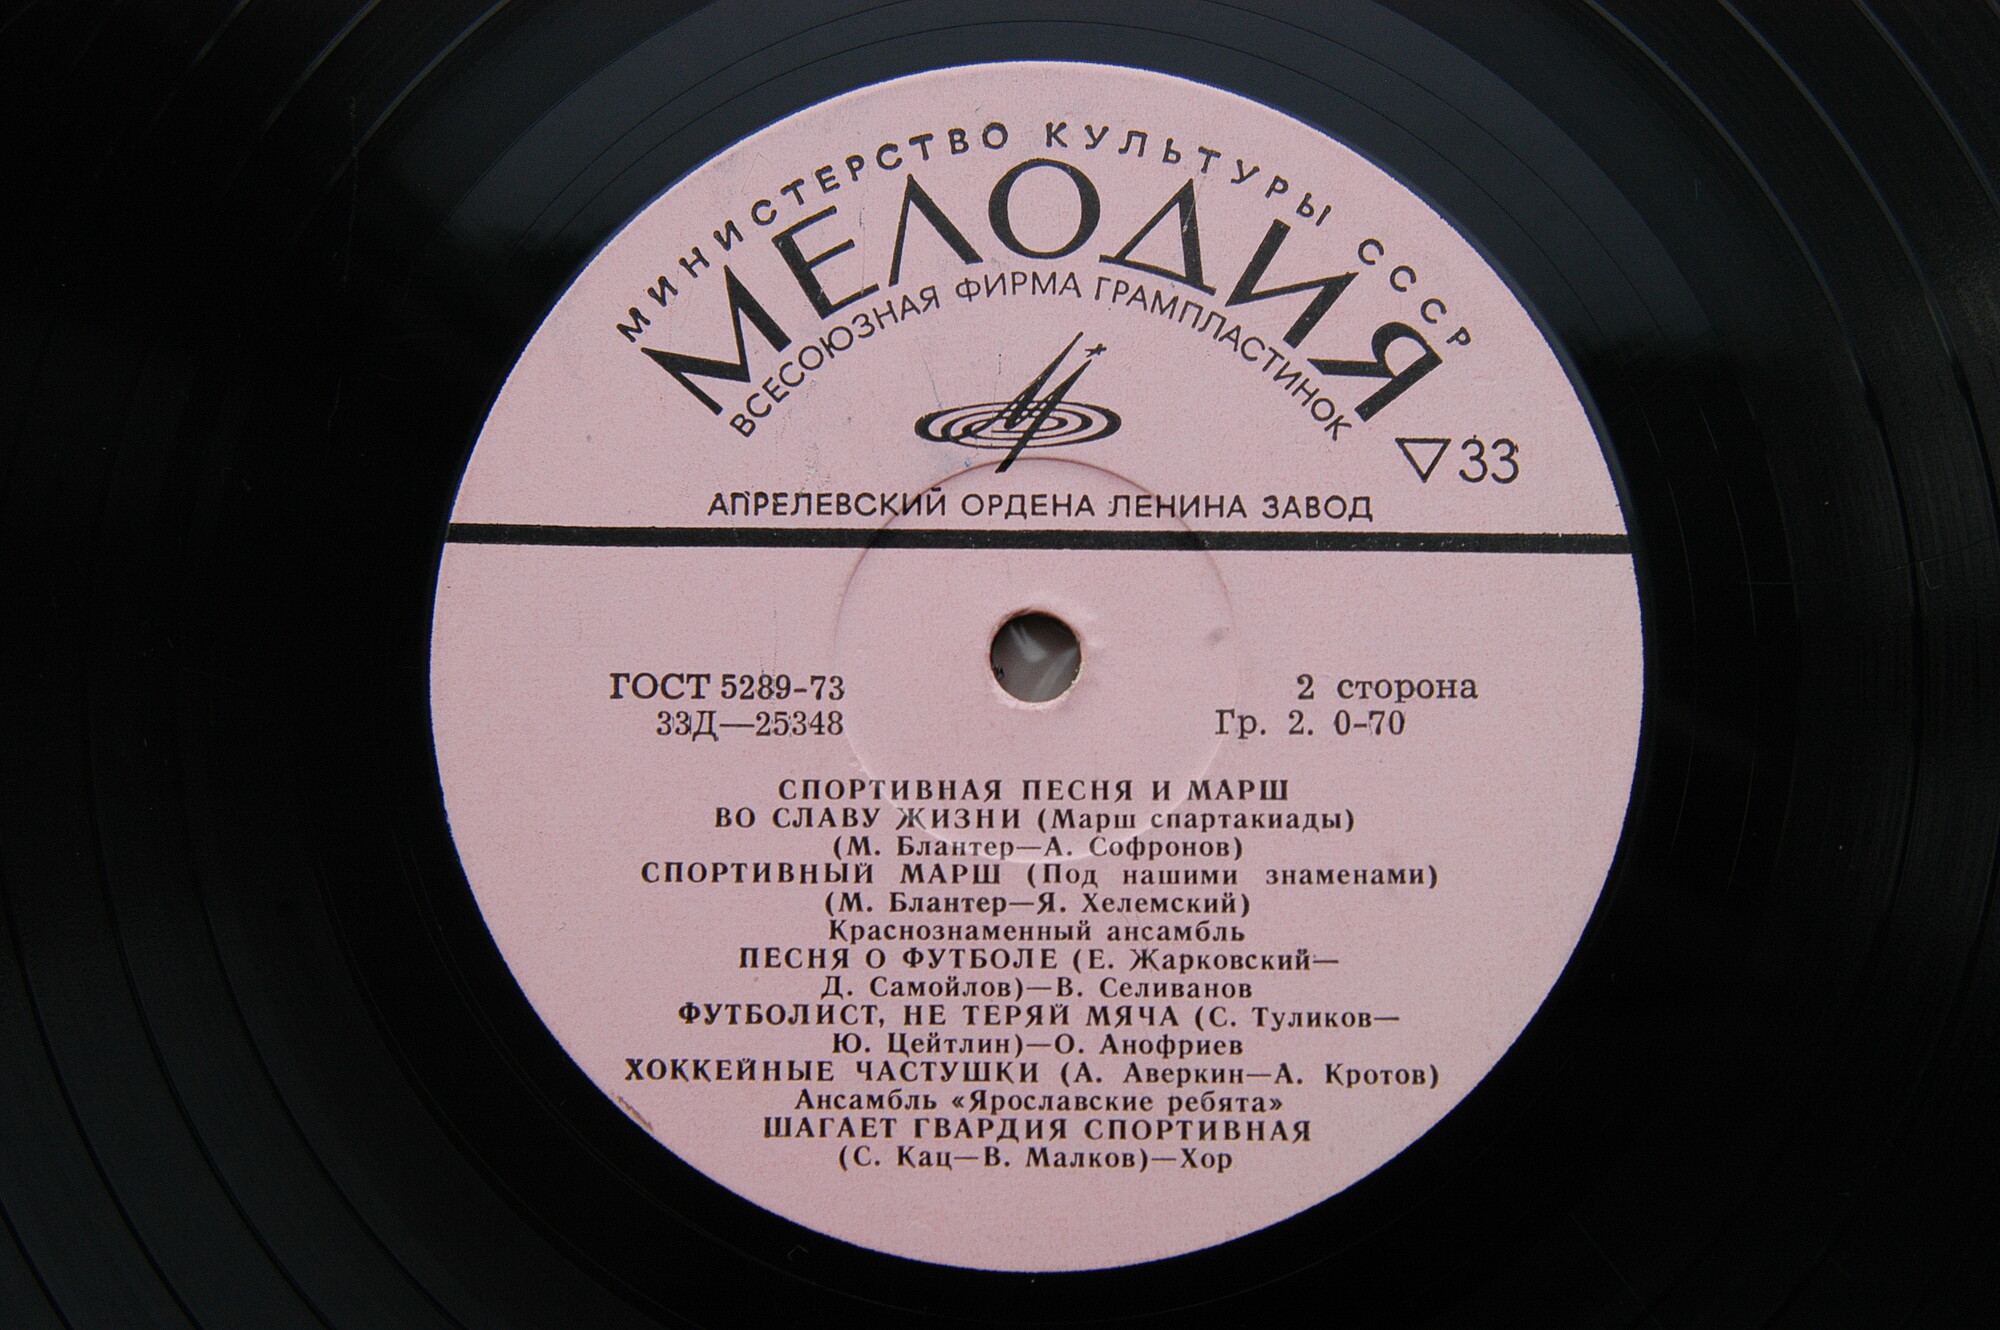 МИНИСТЕРСТВО КУЛЬТУРЫ СССР
МЕЛОДИЯ
ВСЕСОЮЗНАЯ ФИРМА ГРАМПЛАСТИНОК
▽33
АПРЕЛЕВСКИЙ ОРДЕНА ЛЕНИНА ЗАВОД
ГОСТ 5289-73
33Д—25348
2 сторона
Гр. 2. 0-70
СПОРТИВНАЯ ПЕСНЯ И МАРШ
ВО СЛАВУ ЖИЗНИ (Марш спартакиады)
(М. Блантер—А. Софронов)
СПОРТИВНЫЙ МАРШ (Под нашими знаменами)
(М. Блантер—Я. Хелемский)
Краснознаменный ансамбль
ПЕСНЯ О ФУТБОЛЕ (Е. Жарковский—
Д. Самойлов)—В. Селиванов
ФУТБОЛИСТ, НЕ ТЕРЯЙ МЯЧА (С. Туликов—
Ю. Цейтлин)—О. Анофриев
ХОККЕЙНЫЕ ЧАСТУШКИ (А. Аверкин—А. Кротов)
Ансамбль «Ярославские ребята»
ШАГАЕТ ГВАРДИЯ СПОРТИВНАЯ
(С. Кац—В. Малков)—Хор